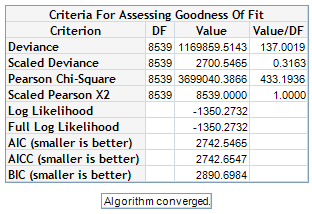 Criteria For Assessing Goodness Of Fit
Criterion DF Value Value/DF
Deviance 8539 1169859.5143 137.0019
Scaled Deviance 8539 2700.5465 0.3163
Pearson Chi-Square 8539 3699040.3866 433.1936
Scaled Pearson X2 8539 8539.0000 1.0000
Log Likelihood -1350.2732
Full Log Likelihood -1350.2732
AIC (smaller is better) 2742.5465
AICC (smaller is better) 2742.6547
BIC (smaller is better) 2890.6984
Algorithm converged.